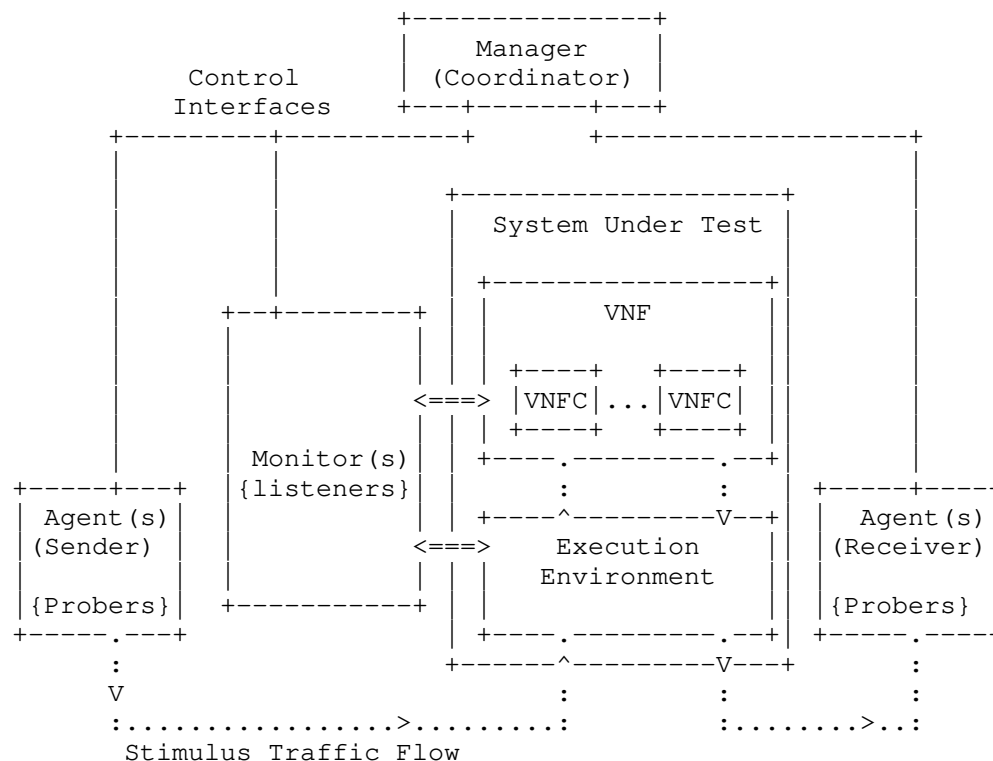 Manager
Control (Coordinator)
Interfaces
System Under Test
VNF
<===> |VNFC|...|VNFC|
Monitor(s)
{listeners}
Agent(s) Agent(s)
(Sender) <===> Execution (Receiver)
Environment
{Probers} {Probers}
Stimulus Traffic Flow